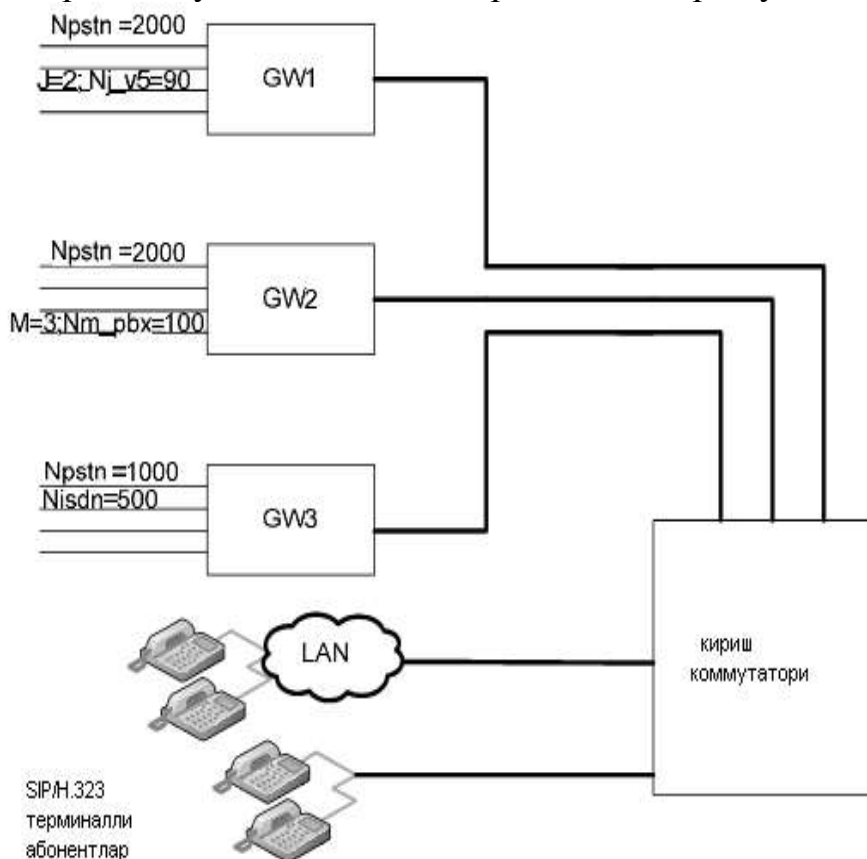 Npstn =2000
J=2; Nj_v5=90
GW1
Npstn =2000
M=3;Nm_pbx=100
GW2
Npstn =1000
Nisdn=500
GW3
LAN
кириш
коммутатори
SIP/H.323
терминалли
абонентлар